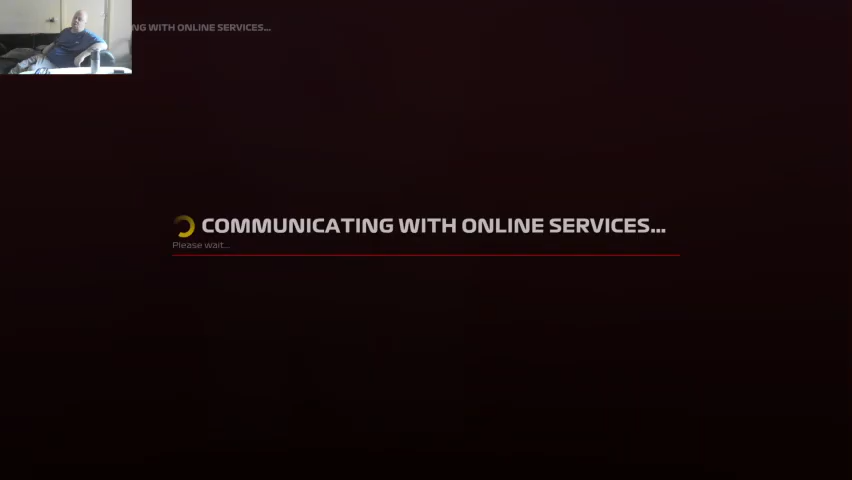 NG WITH ONLINE SERVICES...
COMMUNICATING WITH ONLINE SERVICES...
Please wait...